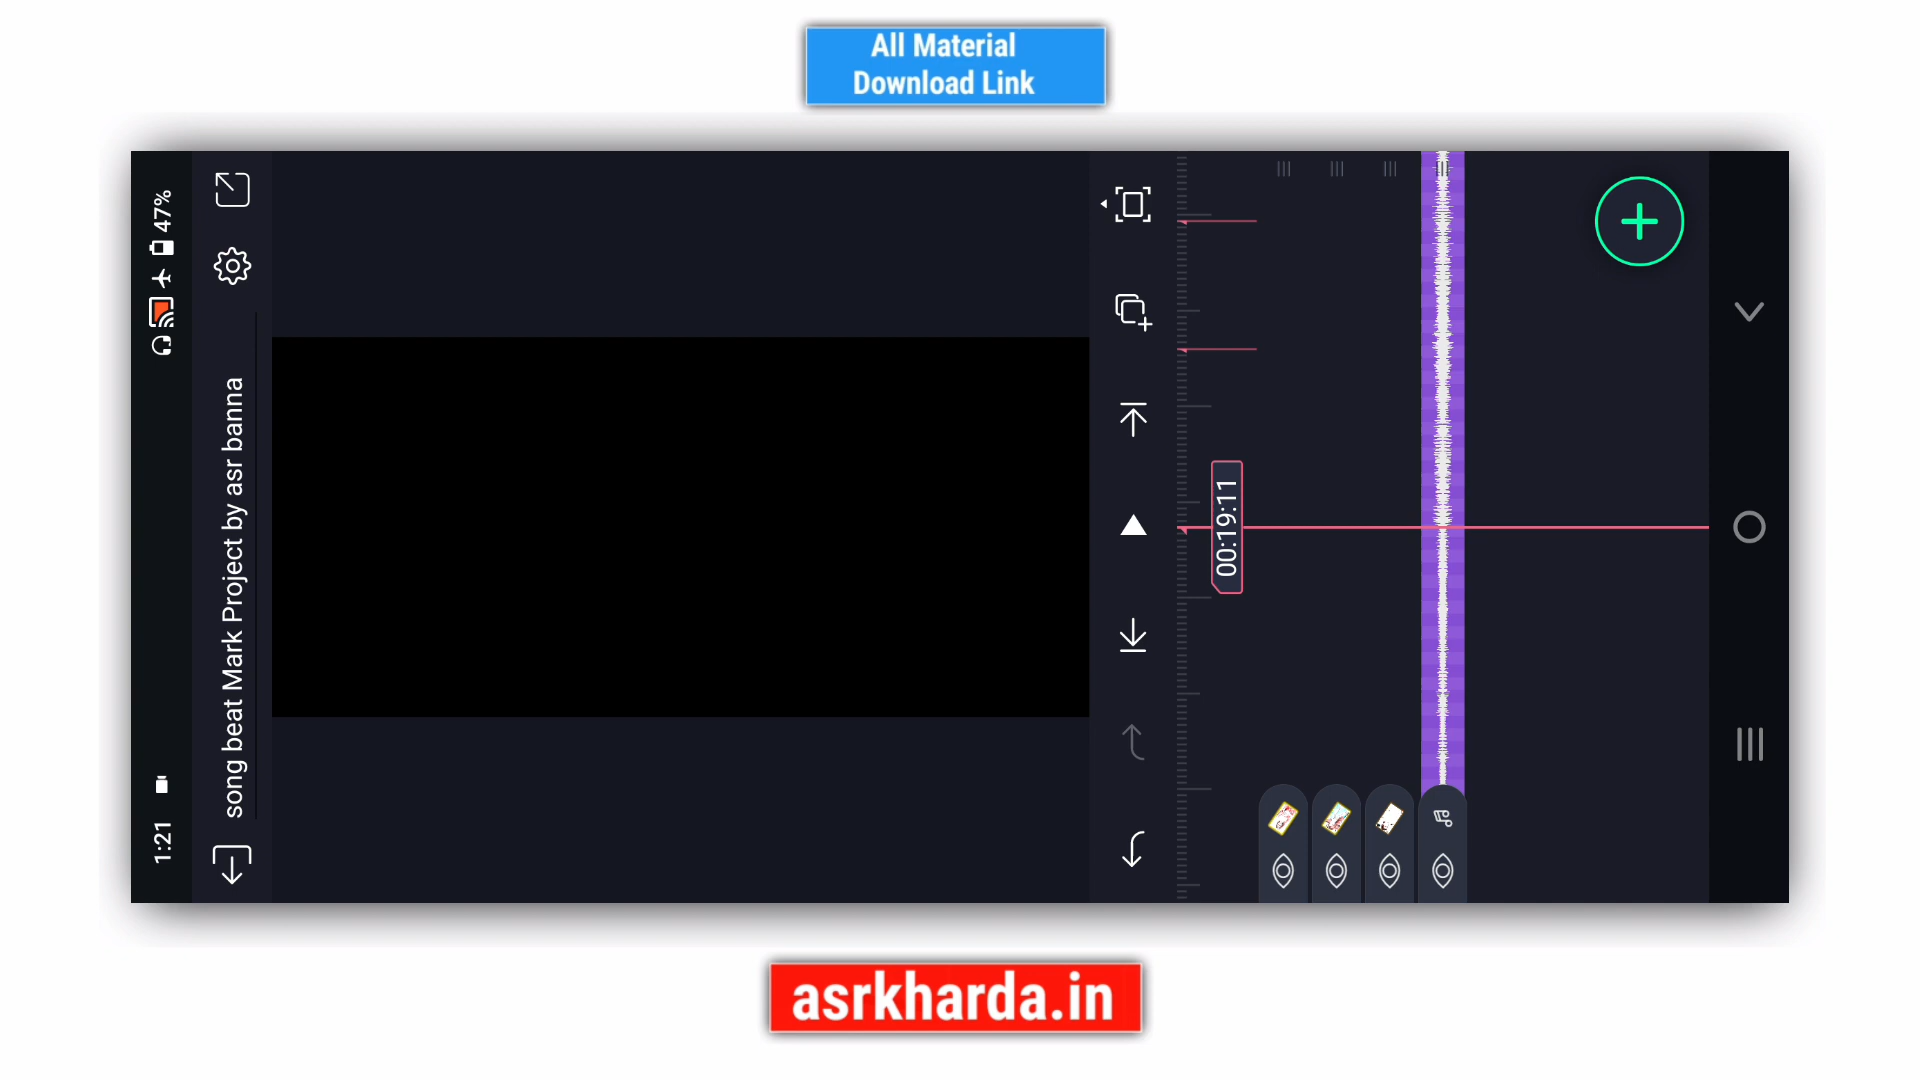 All Material
Download Link
1:21
47%
song beat Mark Project by asr banna
00:19:11
asrkharda.in